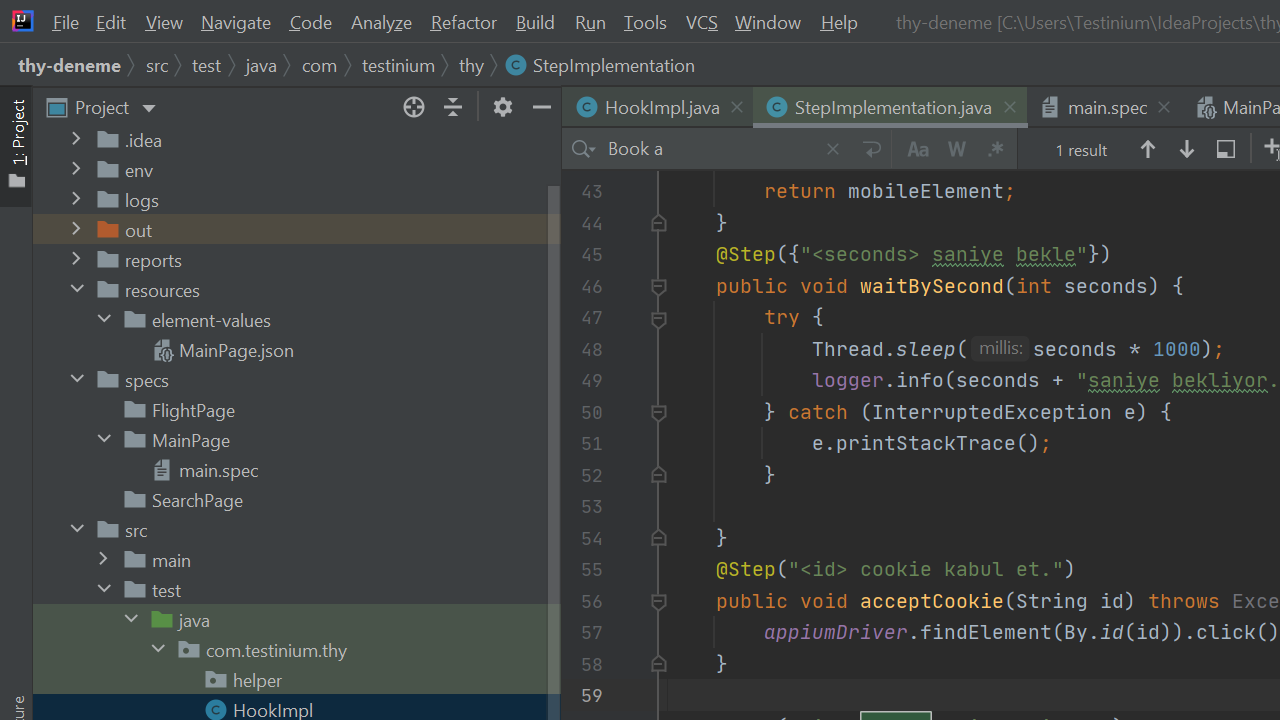 File Edit View Navigate Code Analyze Refactor Build Run Tools VCS Window Help thy-deneme [C:\Users\Testinium\IdeaProjects\thy
thy-deneme src test java com testinium thy StepImplementation
1: Project
Project
.idea
env
logs
out
reports
resources
element-values
MainPage.json
specs
FlightPage
MainPage
main.spec
SearchPage
src
main
test
java
com.testinium.thy
helper
HookImpl
HookImpl.java StepImplementation.java main.spec MainPa
Book a Aa W .* 1 result
43 return mobileElement;
44 }
45 @Step({"<seconds> saniye bekle"})
46 public void waitBySecond(int seconds) {
47 try {
48 Thread.sleep( millis: seconds * 1000);
49 logger.info(seconds + "saniye bekliyor.
50 } catch (InterruptedException e) {
51 e.printStackTrace();
52 }
53
54 }
55 @Step("<id> cookie kabul et.")
56 public void acceptCookie(String id) throws Exce
57 appiumDriver.findElement(By.id(id)).click()
58 }
59